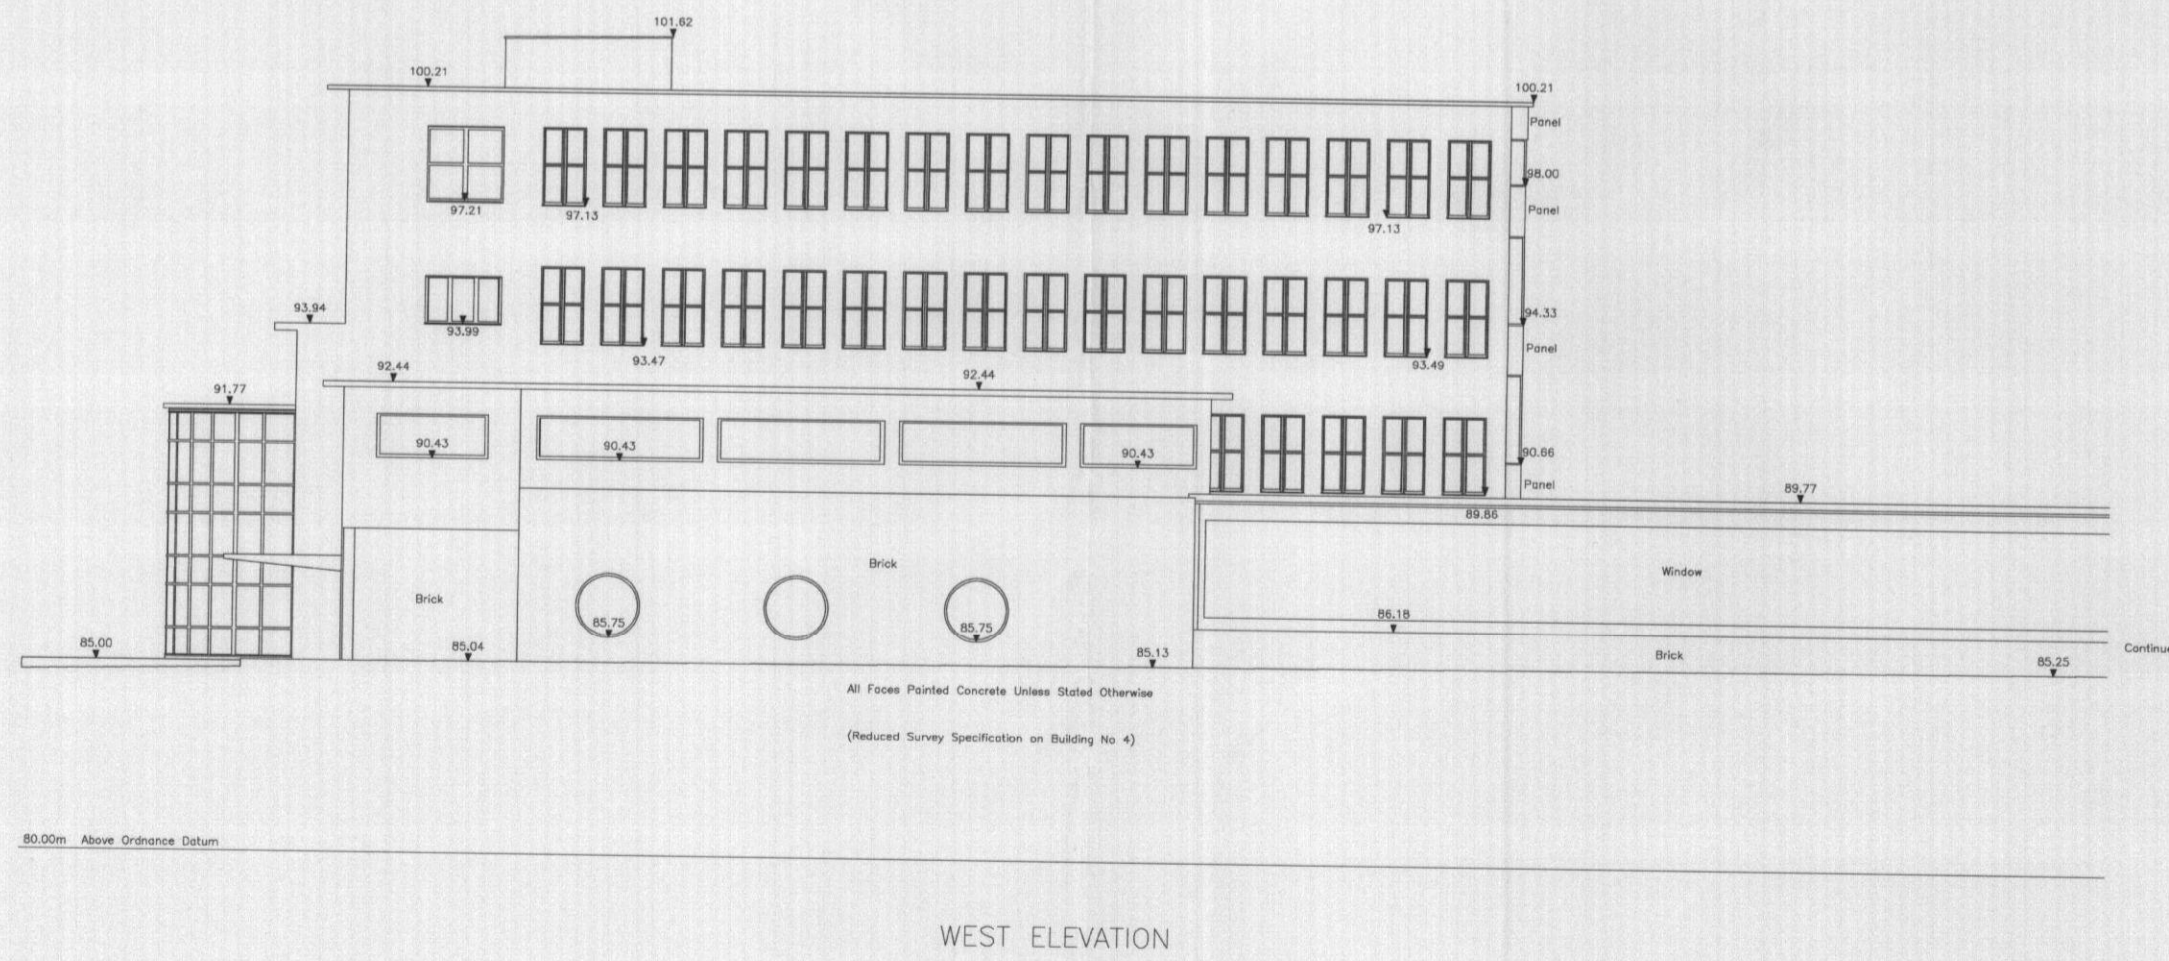 101.62
100.21
100.21
Panel
98.00
97.21
97.13
Panel
97.13
93.94
94.33
93.99
93.47
Panel
93.49
92.44
92.44
91.77
90.43
90.43
90.43
90.66
Panel
89.77
89.86
Brick
Window
Brick
86.18
85.75
85.75
85.00
85.04
85.13
Brick
85.25
Continue
All Faces Painted Concrete Unless Stated Otherwise
(Reduced Survey Specification on Building No 4)
80.00m Above Ordnance Datum
WEST ELEVATION